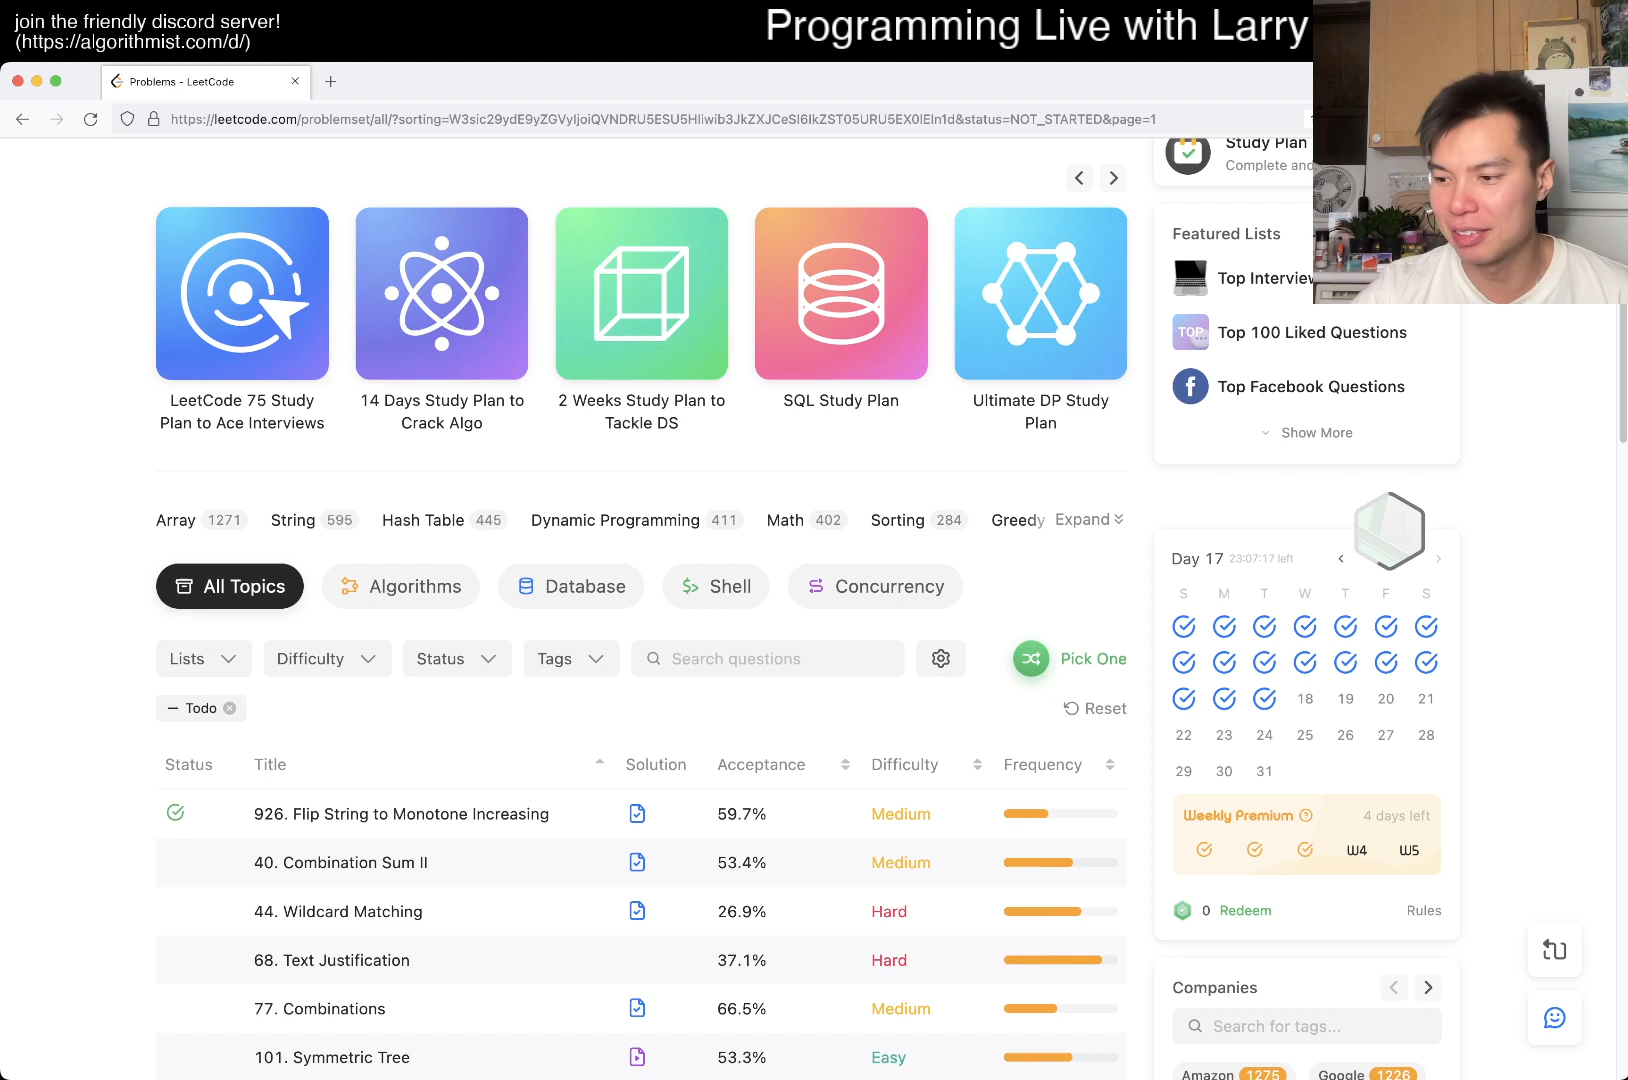 join the friendly discord server!
(https://algorithmist.com/d/)
Programming Live with Larry
Problems - LeetCode
https://leetcode.com/problemset/all/?sorting=W3sic29ydE9yZGVyIjoiQVNDRU5ESU5HIiwib3JkZXJCeSI6IkZST05URU5EX0lEIn1d&status=NOT_STARTED&page=1
Study Plan
Complete and
Featured Lists
Top Interview
TOP
Top 100 Liked Questions
Top Facebook Questions
Show More
LeetCode 75 Study
Plan to Ace Interviews
14 Days Study Plan to
Crack Algo
2 Weeks Study Plan to
Tackle DS
SQL Study Plan
Ultimate DP Study
Plan
Array 1271 String 595 Hash Table 445 Dynamic Programming 411 Math 402 Sorting 284 Greedy Expand
All Topics Algorithms Database $> Shell Concurrency
Lists Difficulty Status Tags Search questions Pick One
Todo Reset
Status Title Solution Acceptance Difficulty Frequency
926. Flip String to Monotone Increasing 59.7% Medium
40. Combination Sum II 53.4% Medium
44. Wildcard Matching 26.9% Hard
68. Text Justification 37.1% Hard
77. Combinations 66.5% Medium
101. Symmetric Tree 53.3% Easy
Day 17 23:07:17 left
S M T W T F S
18 19 20 21
22 23 24 25 26 27 28
29 30 31
Weekly Premium 4 days left
W4 W5
0 Redeem Rules
Companies
Search for tags...
Amazon 1275 Google 1226